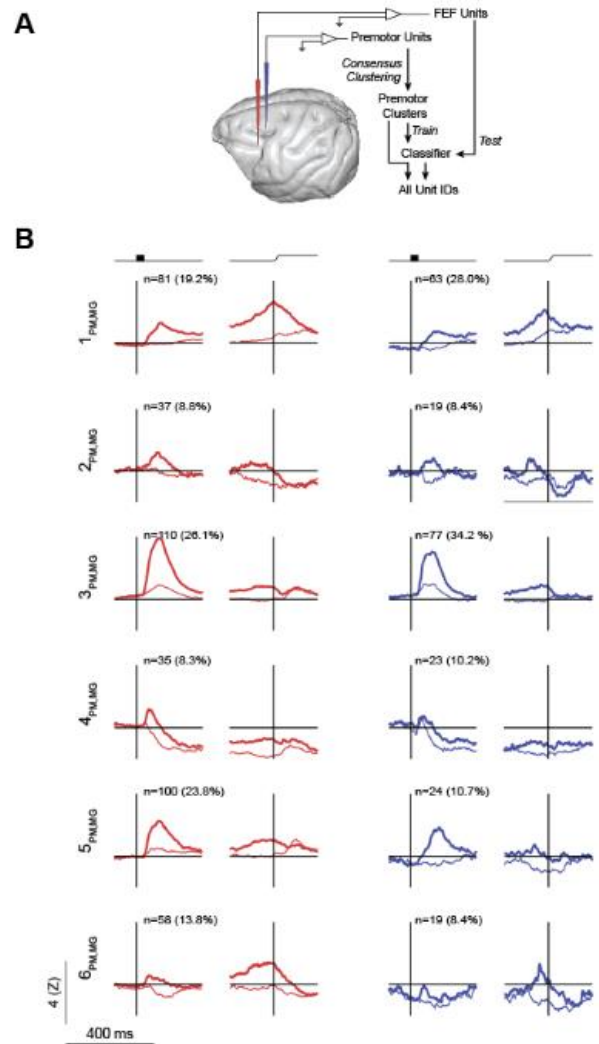 A
FEF Units
Premotor Units
Consensus
Clustering
Premotor
Clusters
Train
Test
Classifier
All Unit IDs
B
n=81 (19.2%)
n=63 (28.0%)
1PM,MG
n=37 (8.8%)
n=19 (8.4%)
2PM,MG
n=110 (26.1%)
n=77 (34.2 %)
3PM,MG
n=35 (8.3%)
n=23 (10.2%)
4PM,MG
n=100 (23.8%)
n=24 (10.7%)
5PM,MG
n=58 (13.8%)
n=19 (8.4%)
6PM,MG
4 (Z)
400 ms